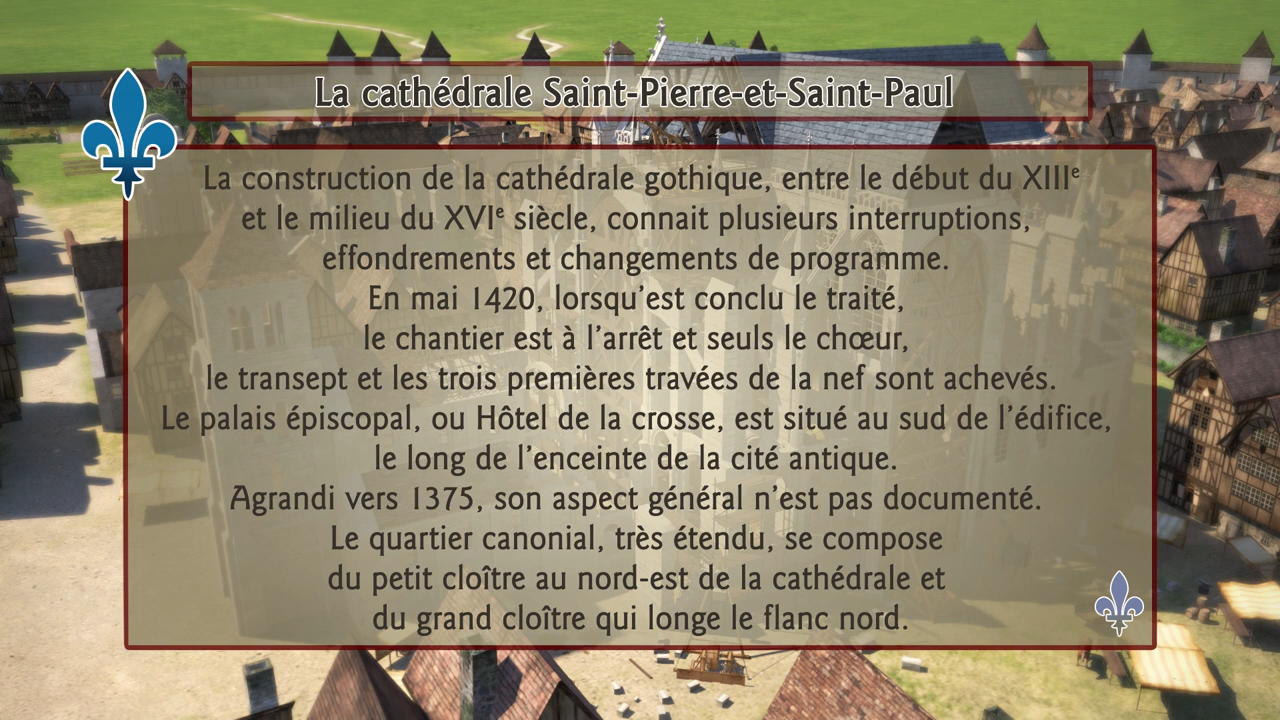 La cathédrale Saint-Pierre-et-Saint-Paul
La construction de la cathédrale gothique, entre le début du XIIIᵉ
et le milieu du XVIᵉ siècle, connait plusieurs interruptions,
effondrements et changements de programme.
En mai 1420, lorsqu’est conclu le traité,
le chantier est à l’arrêt et seuls le chœur,
le transept et les trois premières travées de la nef sont achevés.
Le palais épiscopal, ou Hôtel de la crosse, est situé au sud de l’édifice,
le long de l’enceinte de la cité antique.
Agrandi vers 1375, son aspect général n’est pas documenté.
Le quartier canonial, très étendu, se compose
du petit cloître au nord-est de la cathédrale et
du grand cloître qui longe le flanc nord.